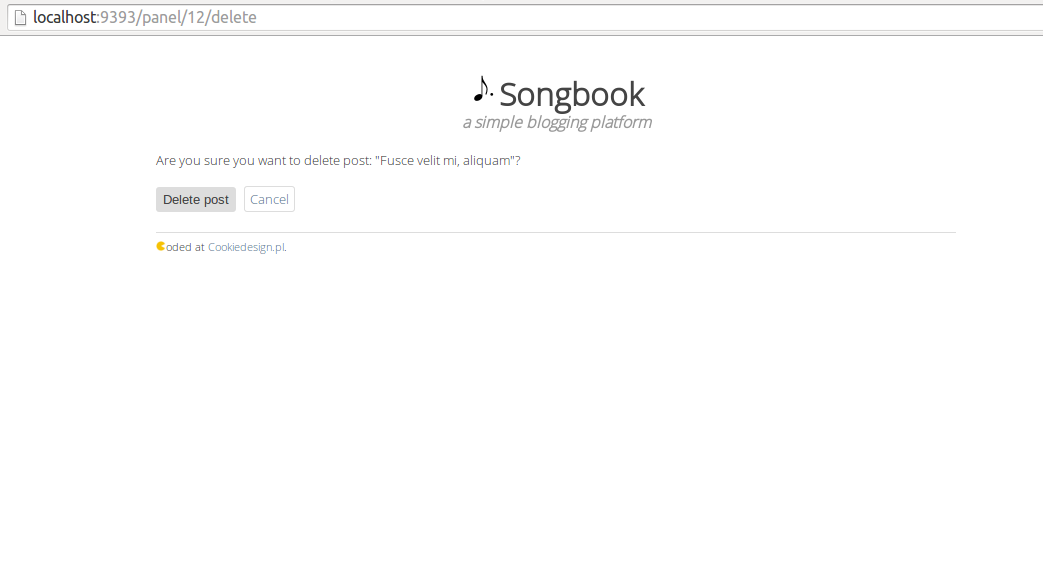 localhost:9393/panel/12/delete
Songbook
a simple blogging platform
Are you sure you want to delete post: "Fusce velit mi, aliquam"?
Delete post Cancel
oded at Cookiedesign.pl.